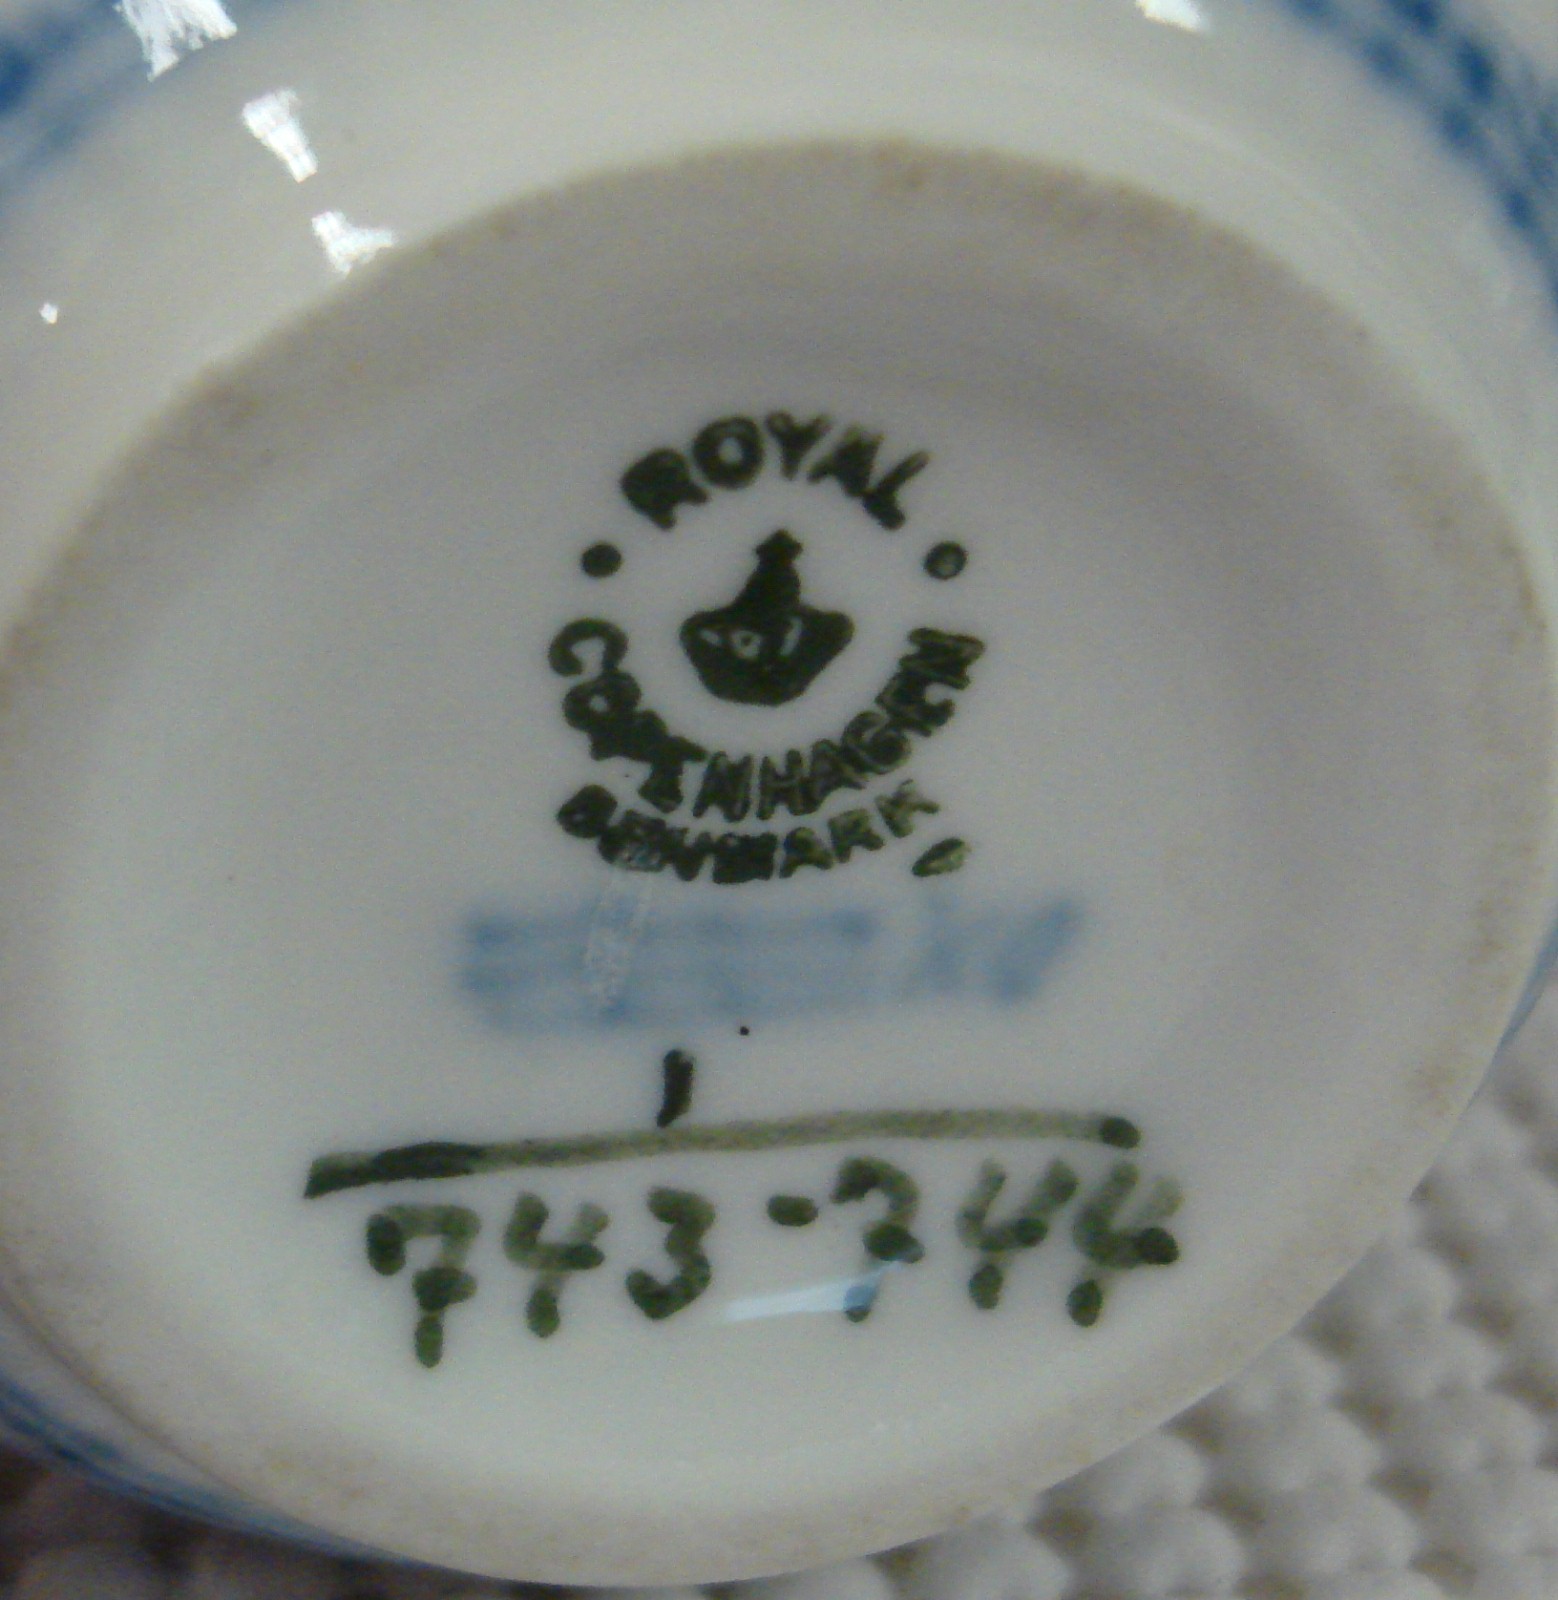 ROYAL
COPENHAGEN
DENMARK
1
743-744